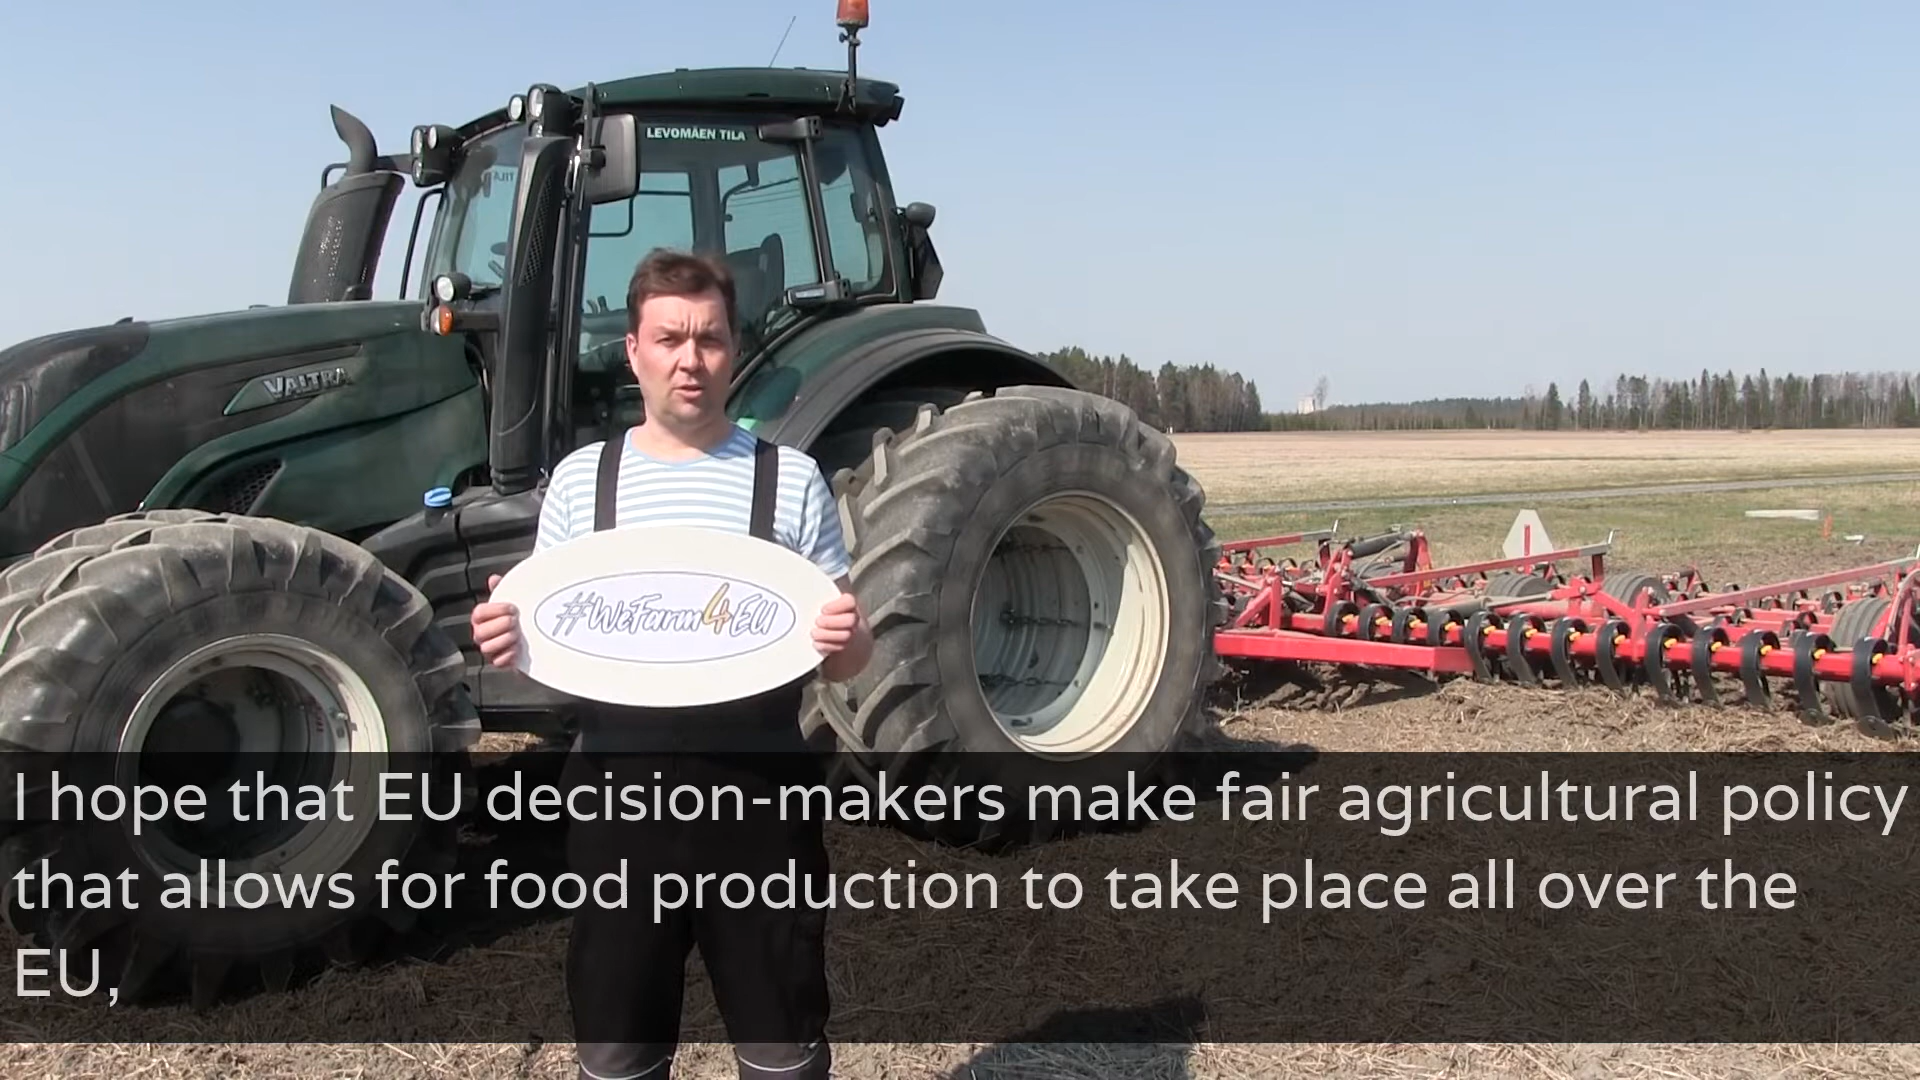 LEVOMÄEN TILA
VALTRA
#WeFarm4EU
I hope that EU decision-makers make fair agricultural policy
that allows for food production to take place all over the
EU,